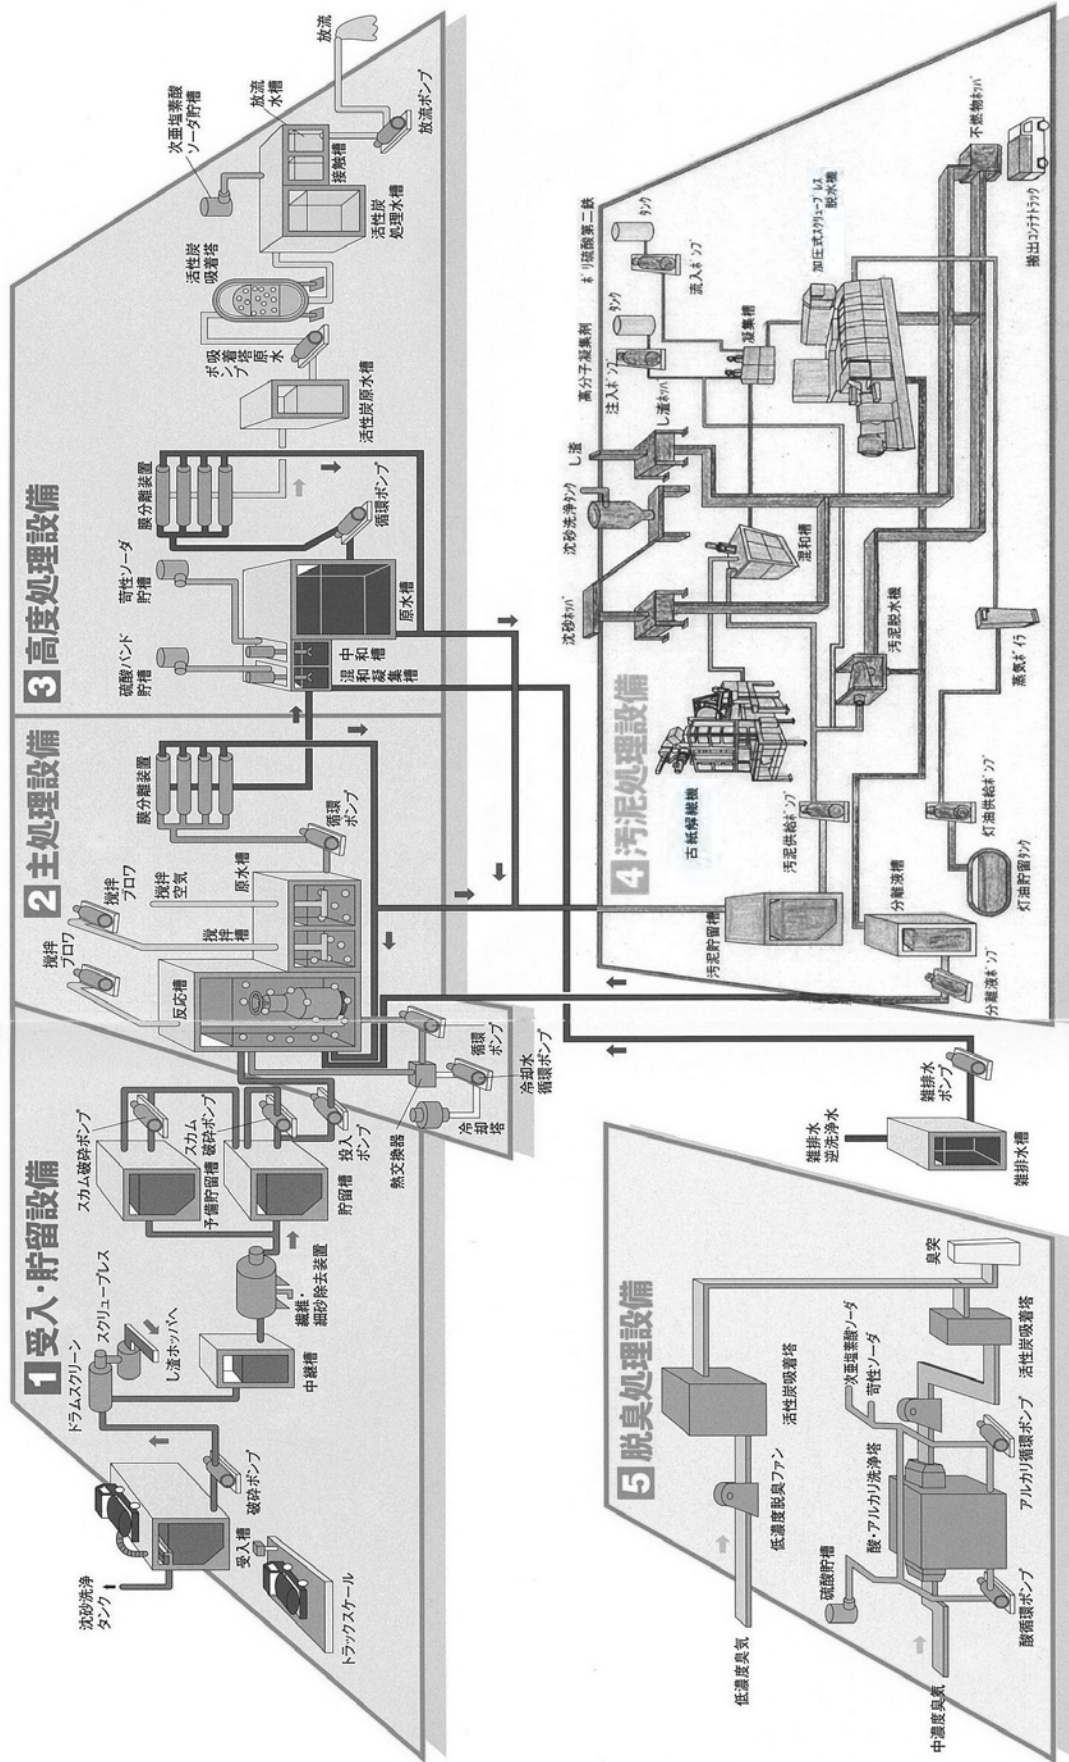 1 受入・貯留設備
沈砂洗浄
タンク
受入槽
トラックスケール
破砕ポンプ
ドラムスクリーン
スクリュープレス
し渣ホッパへ
中継槽
繊維・
細砂除去装置
スカム破砕ポンプ
予備貯留槽
スカム
破砕ポンプ
貯留槽
投入
ポンプ
熱交換器
冷却塔
冷却水
循環ポンプ
循環
ポンプ
2 主処理設備
反応槽
撹拌
ブロワ
撹拌
ブロワ
撹拌槽
撹拌
空気
原水槽
循環
ポンプ
膜分離装置
3 高度処理設備
硫酸バンド
貯槽
苛性ソーダ
貯槽
混和凝集槽
中和槽
原水槽
循環ポンプ
膜分離装置
活性炭原水槽
吸着塔原水
ポンプ
活性炭
吸着塔
次亜塩素酸
ソーダ貯槽
活性炭
処理水槽
接触槽
放流
水槽
放流ポンプ
放流
4 汚泥処理設備
汚泥貯留槽
汚泥供給ポンプ
古紙解繊機
沈砂ホッパ
沈砂洗浄タンク
し渣
し渣ホッパ
混和槽
高分子凝集剤
注入ポンプ
タンク
ポリ硫酸第二鉄
流入ポンプ
タンク
凝集槽
加圧式スクリュープレス
脱水機
汚泥脱水機
分離液槽
分離液ポンプ
灯油貯留タンク
灯油供給ポンプ
蒸気ボイラ
不燃物ホッパ
搬出コンテナトラック
雑排水
逆洗浄水
雑排水槽
雑排水
ポンプ
5 脱臭処理設備
低濃度臭気
低濃度脱臭ファン
活性炭吸着塔
臭突
中濃度臭気
硫酸貯槽
酸・アルカリ洗浄塔
次亜塩素酸ソーダ
苛性ソーダ
酸循環ポンプ
アルカリ循環ポンプ
活性炭吸着塔